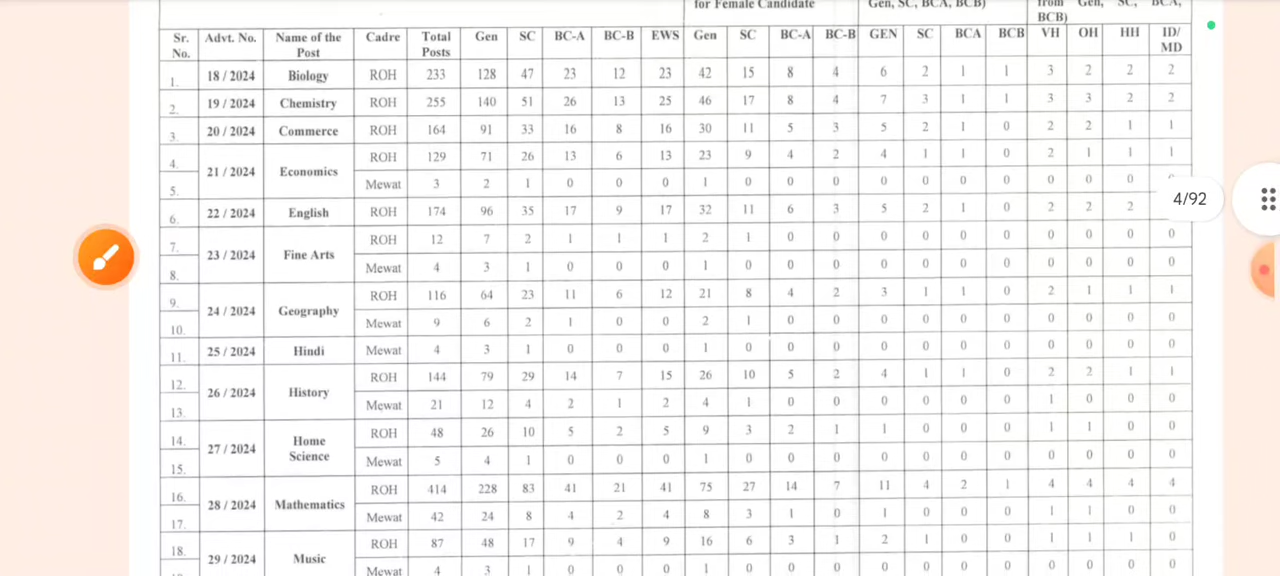 for Female Candidate Gen, SC, BCA, BCB) from Gen, SC, BCA,
BCB)
Sr. No. Advt. No. Name of the Post Cadre Total Posts Gen SC BC-A BC-B EWS Gen SC BC-A BC-B GEN SC BCA BCB VH OH HH ID/ MD
1. 18 / 2024 Biology ROH 233 128 47 23 12 23 42 15 8 4 6 2 1 1 3 2 2 2
2. 19 / 2024 Chemistry ROH 255 140 51 26 13 25 46 17 8 4 7 3 1 1 3 3 2 2
3. 20 / 2024 Commerce ROH 164 91 33 16 8 16 30 11 5 3 5 2 1 0 2 2 1 1
4. 21 / 2024 Economics ROH 129 71 26 13 6 13 23 9 4 2 4 1 1 0 2 1 1 1
5. Mewat 3 2 1 0 0 0 1 0 0 0 0 0 0 0 0 0 0
4/92
6. 22 / 2024 English ROH 174 96 35 17 9 17 32 11 6 3 5 2 1 0 2 2 2
7. 23 / 2024 Fine Arts ROH 12 7 2 1 1 1 2 1 0 0 0 0 0 0 0 0 0 0
8. Mewat 4 3 1 0 0 0 1 0 0 0 0 0 0 0 0 0 0 0
9. 24 / 2024 Geography ROH 116 64 23 11 6 12 21 8 4 2 3 1 1 0 2 1 1 1
10. Mewat 9 6 2 1 0 0 2 1 0 0 0 0 0 0 0 0 0 0
11. 25 / 2024 Hindi Mewat 4 3 1 0 0 0 1 0 0 0 0 0 0 0 0 0 0 0
12. 26 / 2024 History ROH 144 79 29 14 7 15 26 10 5 2 4 1 1 0 2 2 1 1
13. Mewat 21 12 4 2 1 2 4 1 0 0 0 0 0 0 1 0 0 0
14. 27 / 2024 Home Science ROH 48 26 10 5 2 5 9 3 2 1 1 0 0 0 1 1 0 0
15. Mewat 5 4 1 0 0 0 1 0 0 0 0 0 0 0 0 0 0 0
16. 28 / 2024 Mathematics ROH 414 228 83 41 21 41 75 27 14 7 11 4 2 1 4 4 4 4
17. Mewat 42 24 8 4 2 4 8 3 1 0 1 0 0 0 1 1 0 0
18. 29 / 2024 Music ROH 87 48 17 9 4 9 16 6 3 1 2 1 0 0 1 1 1 0
Mewat 4 3 1 0 0 0 1 0 0 0 0 0 0 0 0 0 0 0